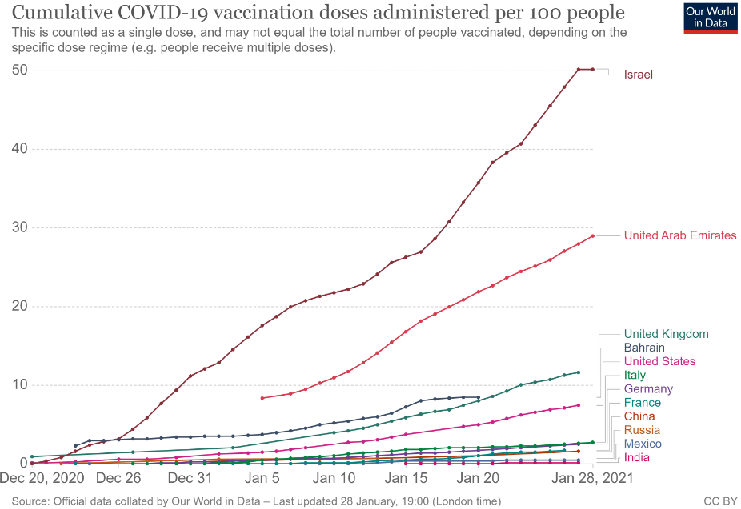 Cumulative COVID-19 vaccination doses administered per 100 people
Our World
in Data
This is counted as a single dose, and may not equal the total number of people vaccinated, depending on the
specific dose regime (e.g. people receive multiple doses).
50
40
30
20
10
0
Israel
United Arab Emirates
United Kingdom
Bahrain
United States
Italy
Germany
France
China
Russia
Mexico
India
Dec 20, 2020
Dec 26
Dec 31
Jan 5
Jan 10
Jan 15
Jan 20
Jan 28, 2021
Source: Official data collated by Our World in Data – Last updated 28 January, 19:00 (London time)
CC BY